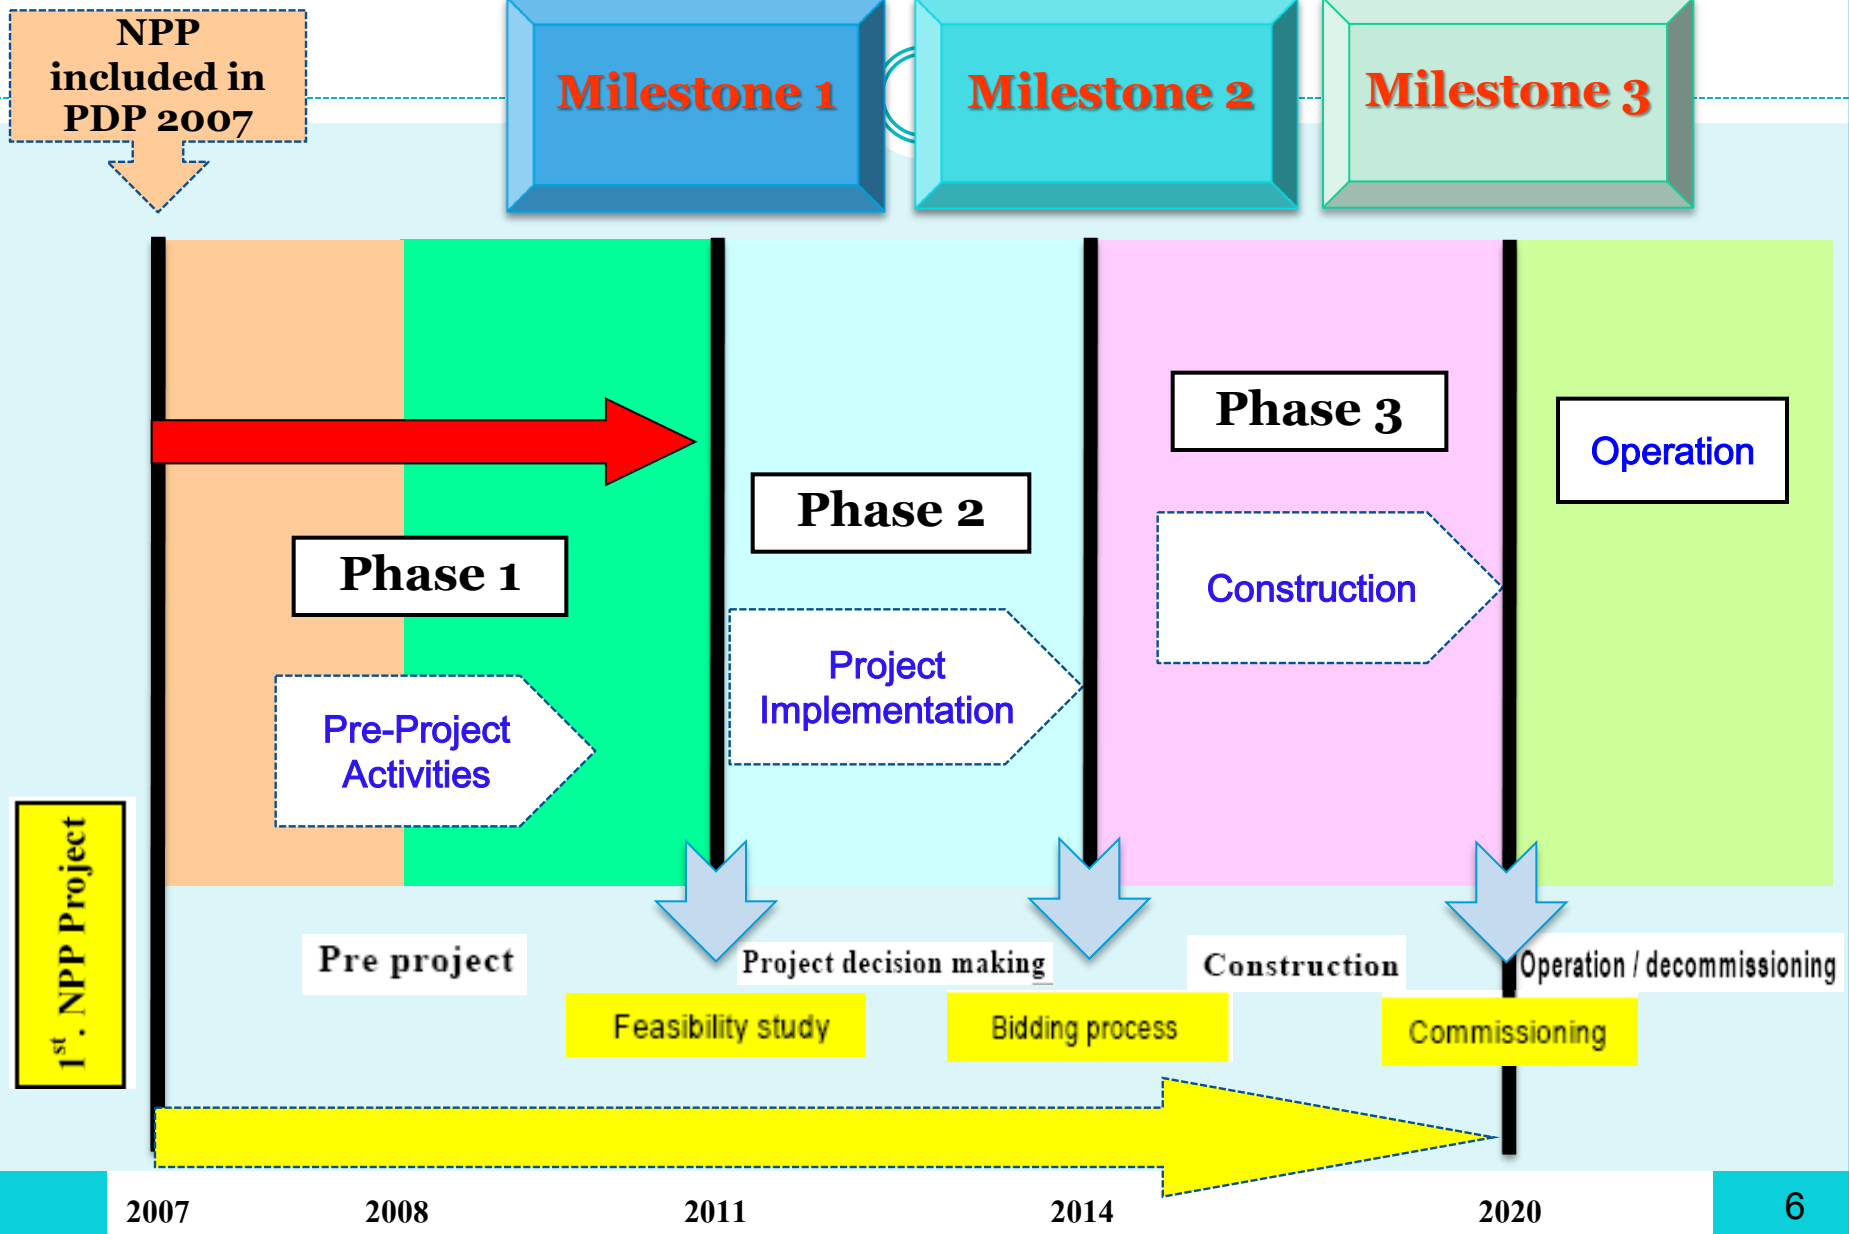 NPP
included in
PDP 2007
Milestone 1
Milestone 2
Milestone 3
Phase 1
Phase 2
Phase 3
Operation
Pre-Project
Activities
Project
Implementation
Construction
1st. NPP Project
Pre project
Project decision making
Construction
Operation / decommissioning
Feasibility study
Bidding process
Commissioning
2007
2008
2011
2014
2020
6